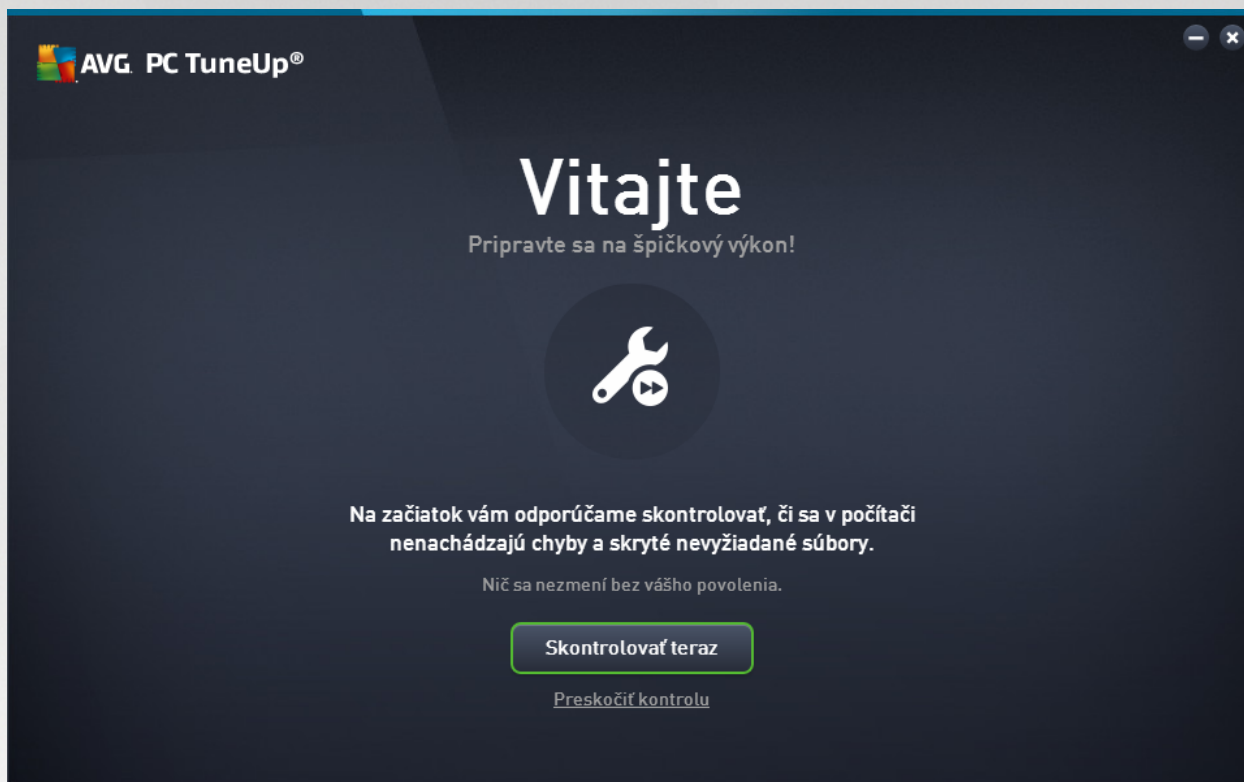 AVG. PC TuneUp®
Vitajte
Pripravte sa na špičkový výkon!
Na začiatok vám odporúčame skontrolovať, či sa v počítači
nenachádzajú chyby a skryté nevyžiadané súbory.
Nič sa nezmení bez vášho povolenia.
Skontrolovať teraz
Preskočiť kontrolu